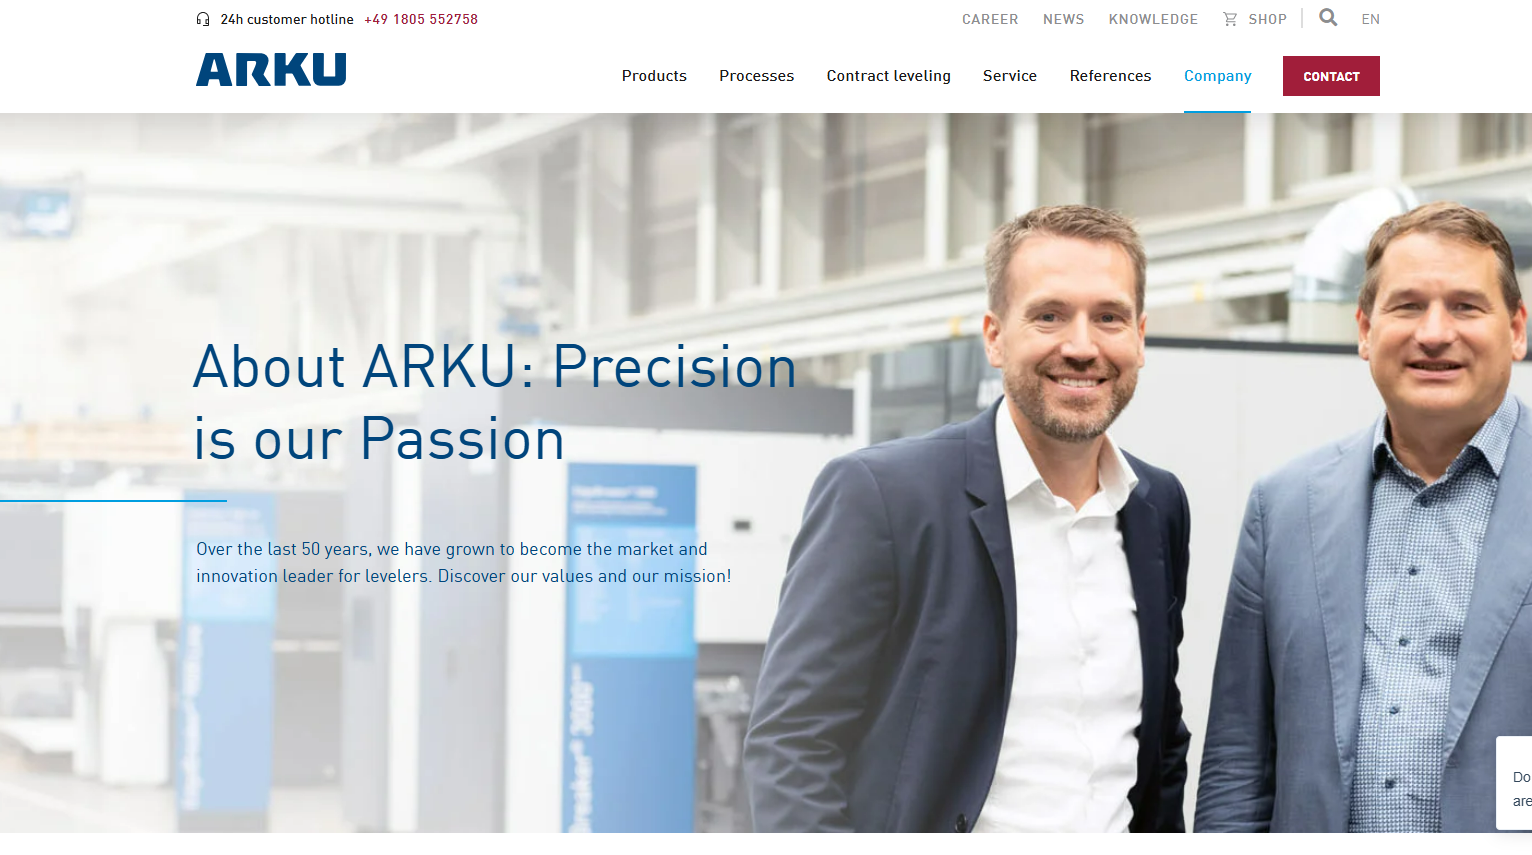 24h customer hotline +49 1805 552758
CAREER NEWS KNOWLEDGE SHOP EN
ARKU
Products Processes Contract leveling Service References Company CONTACT
About ARKU: Precision
is our Passion
Over the last 50 years, we have grown to become the market and
innovation leader for levelers. Discover our values and our mission!
Do
are